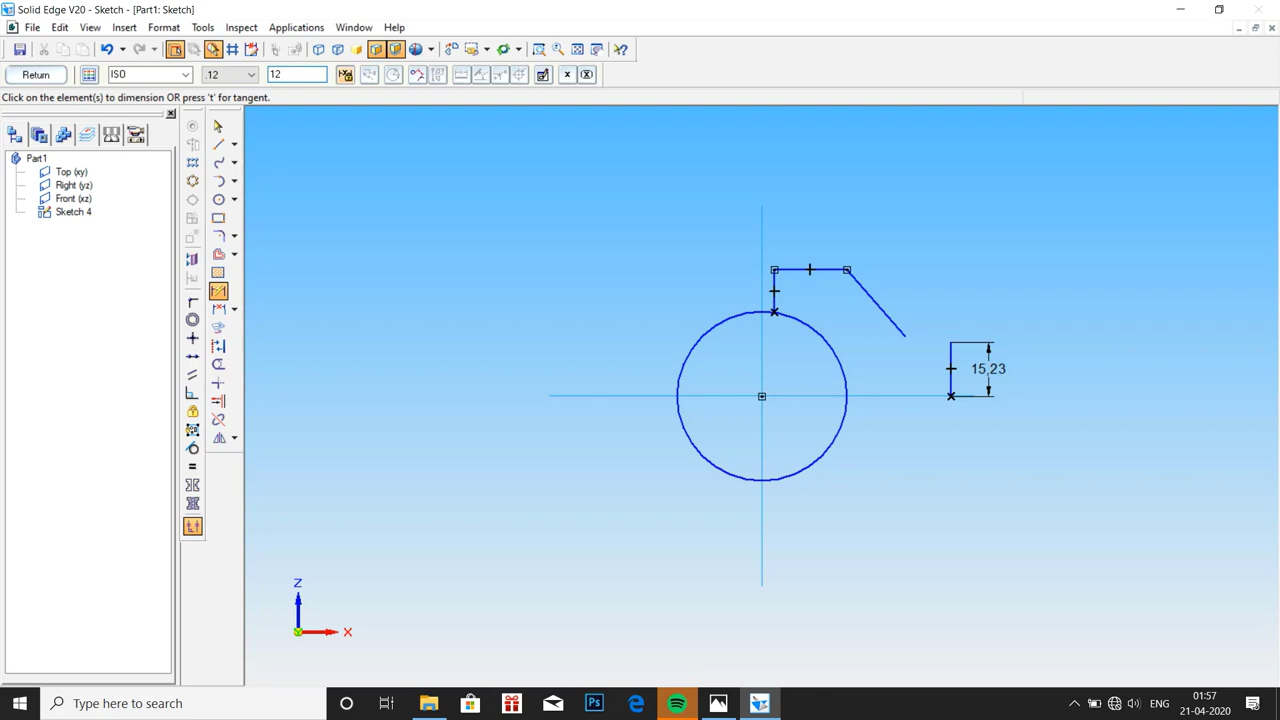 Solid Edge V20 - Sketch - [Part1: Sketch]
File Edit View Insert Format Tools Inspect Applications Window Help
Return ISO .12 12
Click on the element(s) to dimension OR press 't' for tangent.
Part1
Top (xy)
Right (yz)
Front (xz)
Sketch 4
15,23
Z
X
Type here to search
Ps
ENG
01:57
21-04-2020